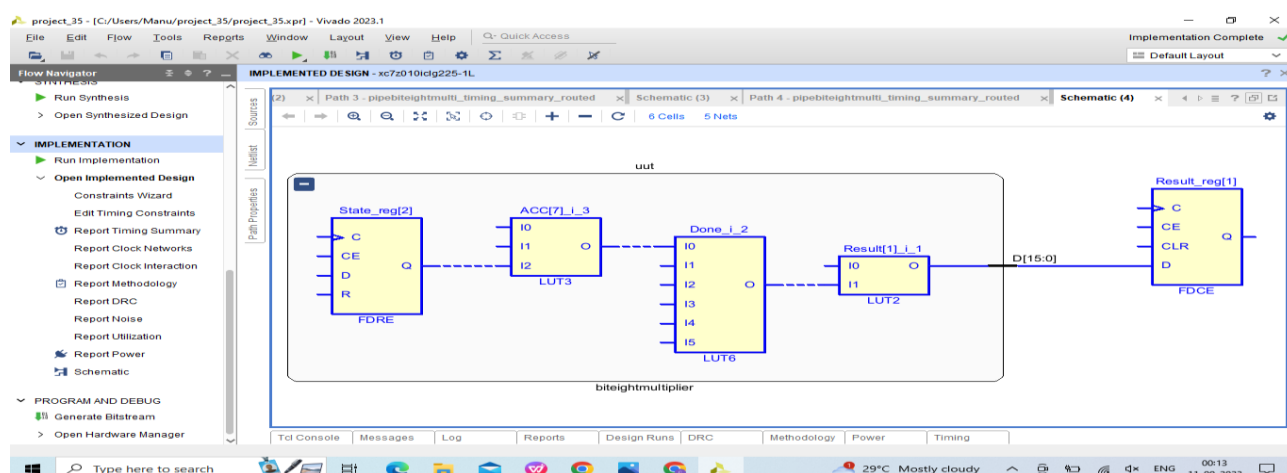 project_35 - [C:/Users/Manu/project_35/project_35.xpr] - Vivado 2023.1
File Edit Flow Tools Reports Window Layout View Help Q- Quick Access Implementation Complete
Default Layout
Flow Navigator IMPLEMENTED DESIGN - xc7z010iclg225-1L
SYNTHESIS
Run Synthesis
Open Synthesized Design
IMPLEMENTATION
Run Implementation
Open Implemented Design
Constraints Wizard
Edit Timing Constraints
Report Timing Summary
Report Clock Networks
Report Clock Interaction
Report Methodology
Report DRC
Report Noise
Report Utilization
Report Power
Schematic
PROGRAM AND DEBUG
Generate Bitstream
Open Hardware Manager
Sources
Netlist
Path Properties
(2) Path 3 - pipebiteightmulti_timing_summary_routed Schematic (3) Path 4 - pipebiteightmulti_timing_summary_routed Schematic (4)
6 Cells 5 Nets
uut
State_reg[2]
C
CE
D
R
Q
FDRE
ACC[7]_i_3
I0
I1
I2
O
LUT3
Done_i_2
I0
I1
I2
I3
I4
I5
O
LUT6
Result[1]_i_1
I0
I1
O
LUT2
D[15:0]
Result_reg[1]
C
CE
CLR
D
Q
FDCE
biteightmultiplier
Tcl Console Messages Log Reports Design Runs DRC Methodology Power Timing
Type here to search 29°C Mostly cloudy ENG 00:13